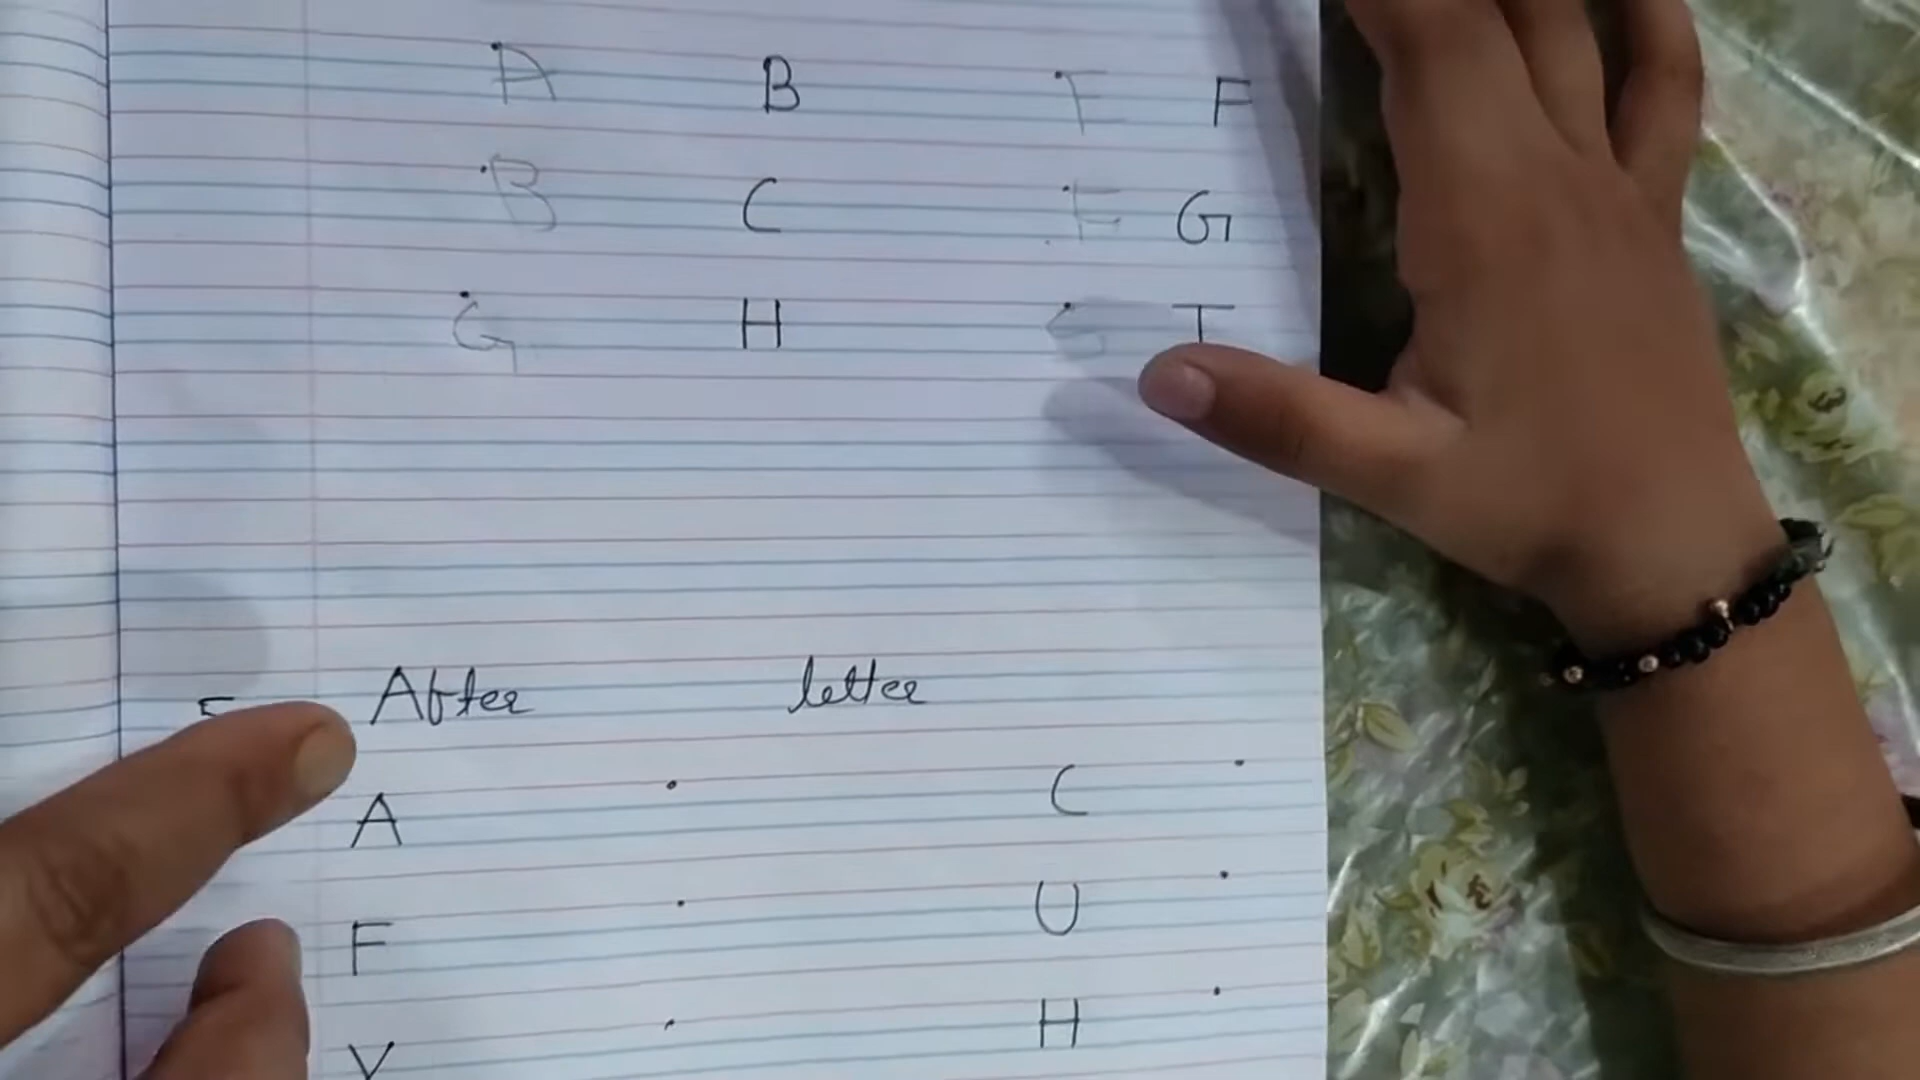 A B E F
B C F G
G H S T
After letter
A C
F U
V H